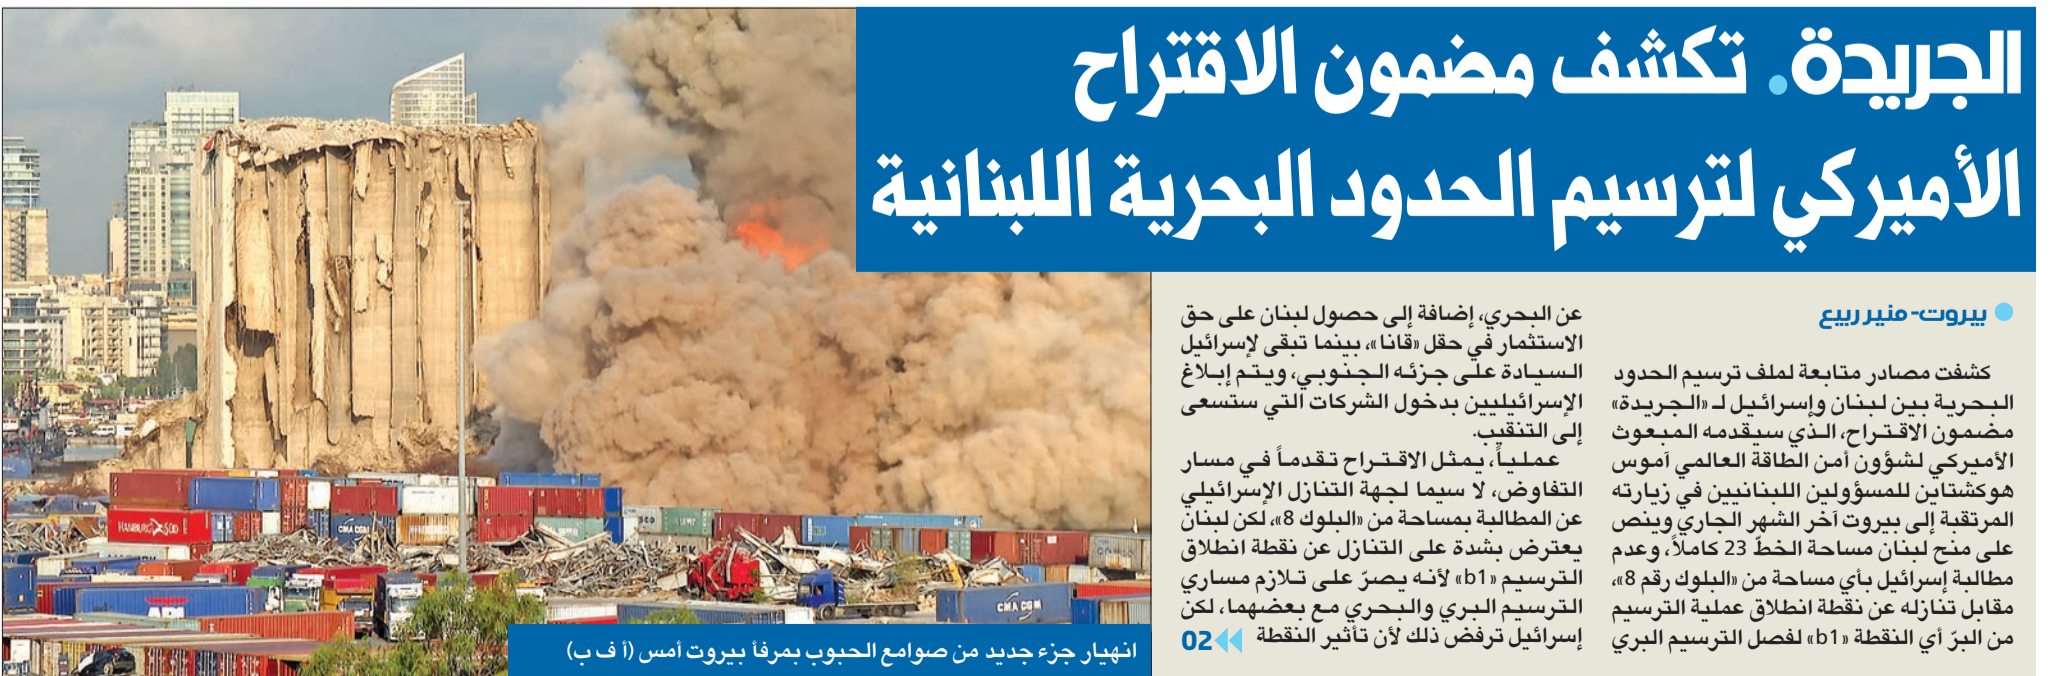 الجريدة. تكشف مضمون الاقتراح
الأميركي لترسيم الحدود البحرية اللبنانية
بيروت- منير ربيع
كشفت مصادر متابعة لملف ترسيم الحدود
البحرية بين لبنان وإسرائيل لـ «الجريدة»
مضمون الاقتراح، الذي سيقدمه المبعوث
الأميركي لشؤون أمن الطاقة العالمي آموس
هوكشتاين للمسؤولين اللبنانيين في زيارته
المرتقبة إلى بيروت آخر الشهر الجاري وينص
على منح لبنان مساحة الخطّ 23 كاملاً، وعدم
مطالبة إسرائيل بأي مساحة من «البلوك رقم 8»،
مقابل تنازله عن نقطة انطلاق عملية الترسيم
من البرّ أي النقطة «b1» لفصل الترسيم البري
عن البحري، إضافة إلى حصول لبنان على حق
الاستثمار في حقل «قانا»، بينما تبقى لإسرائيل
السيادة على جزئه الجنوبي، ويتم إبلاغ
الإسرائيليين بدخول الشركات التي ستسعى
إلى التنقيب.
عملياً، يمثل الاقتراح تقدماً في مسار
التفاوض، لا سيما لجهة التنازل الإسرائيلي
عن المطالبة بمساحة من «البلوك 8»، لكن لبنان
يعترض بشدة على التنازل عن نقطة انطلاق
الترسيم «b1» لأنه يصرّ على تلازم مساري
الترسيم البري والبحري مع بعضهما، لكن
إسرائيل ترفض ذلك لأن تأثير النقطة 02
انهيار جزء جديد من صوامع الحبوب بمرفأ بيروت أمس (أ ف ب)
HAMBURG SÜD
CMA CGM
CMA CGM
APL